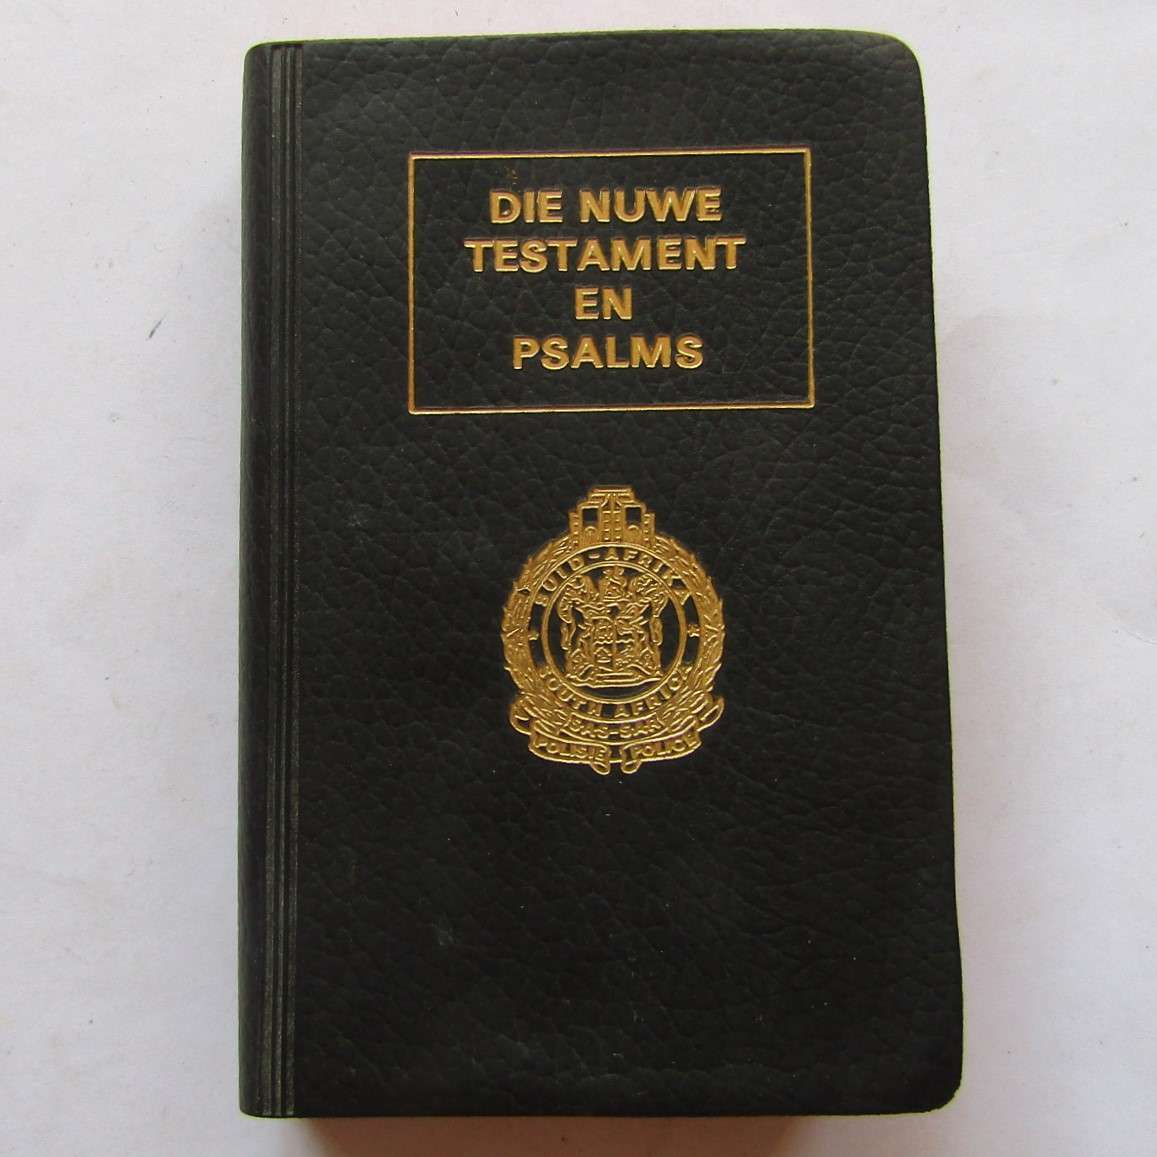 DIE NUWE
TESTAMENT
EN
PSALMS
SUID-AFRIKA
SOUTH AFRICA
POLISIE POLICE